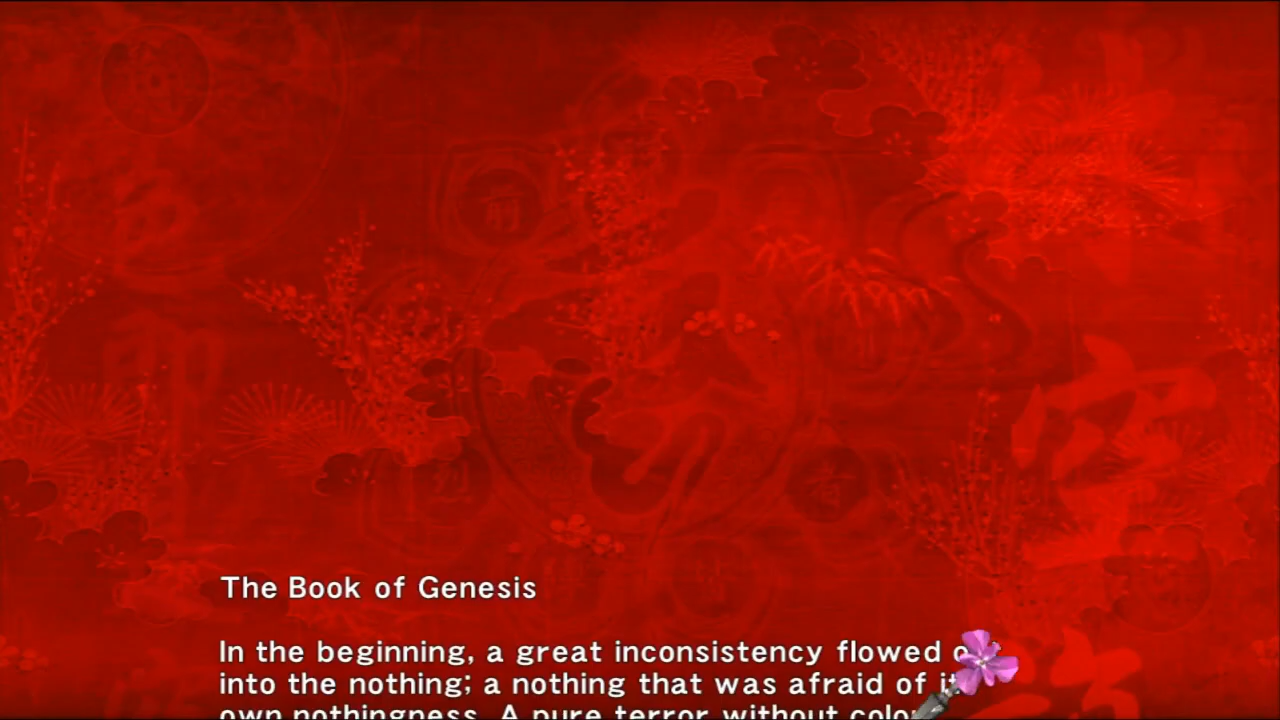 The Book of Genesis
In the beginning, a great inconsistency flowed
into the nothing; a nothing that was afraid of
own nothingness. A pure terror without